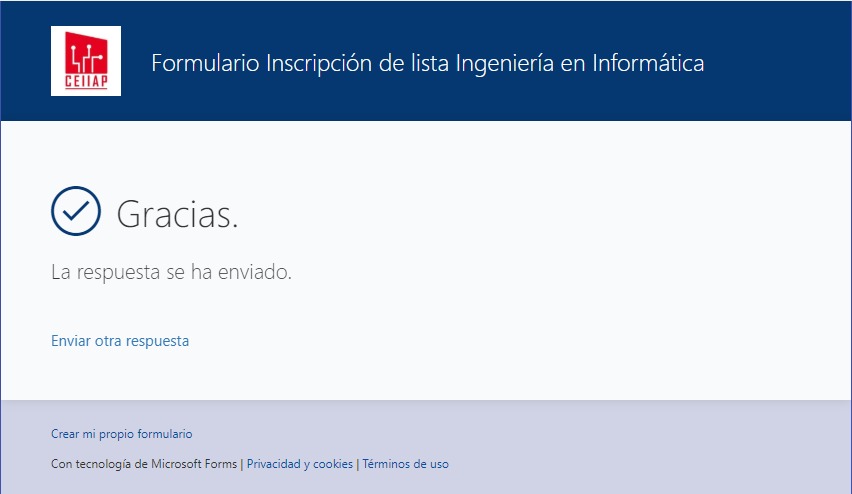 CEIIAP
Formulario Inscripción de lista Ingeniería en Informática
Gracias.
La respuesta se ha enviado.
Enviar otra respuesta
Crear mi propio formulario
Con tecnología de Microsoft Forms | Privacidad y cookies | Términos de uso